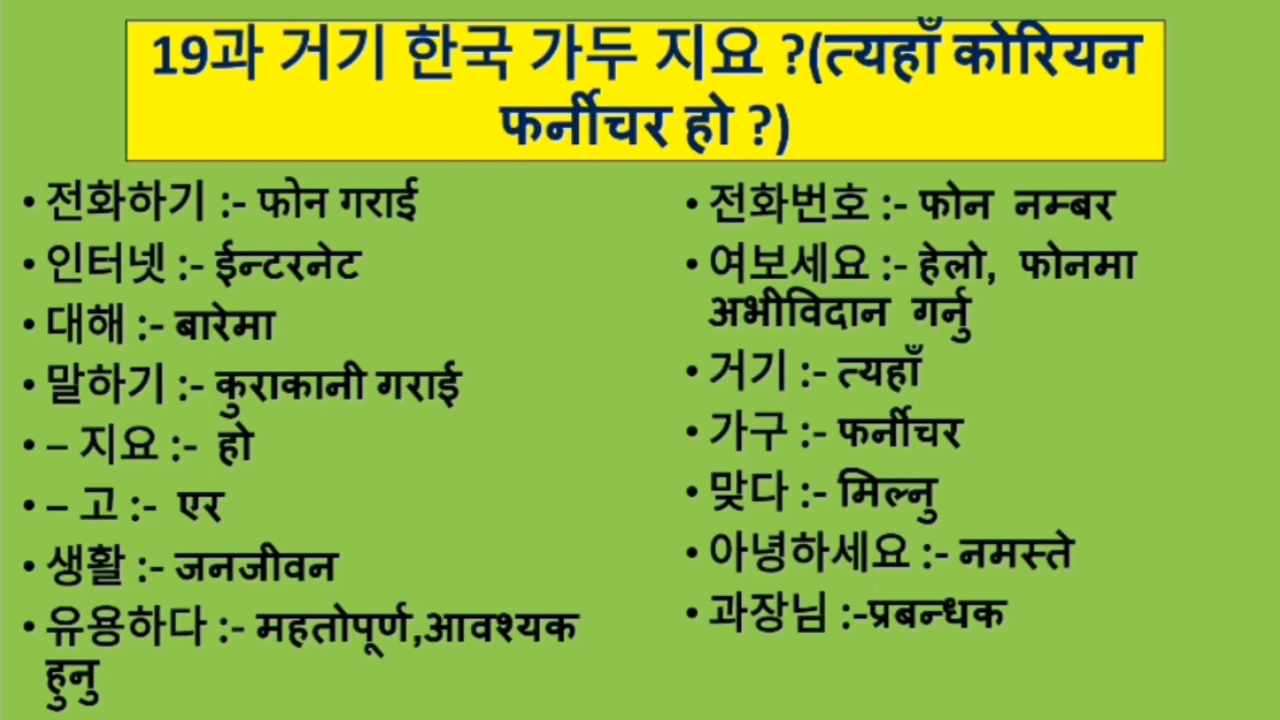 19과 거기 한국 가두 지요 ?(त्यहाँ कोरियन
फर्नीचर हो ?)
• 전화하기 :- फोन गराई
• 인터넷 :- ईन्टरनेट
• 대해 :- बारेमा
• 말하기 :- कुराकानी गराई
• – 지요 :- हो
• – 고 :- एर
• 생활 :- जनजीवन
• 유용하다 :- महतोपूर्ण,आवश्यक
हुनु
• 전화번호 :- फोन नम्बर
• 여보세요 :- हेलो, फोनमा
अभीविदान गर्नु
• 거기 :- त्यहाँ
• 가구 :- फर्नीचर
• 맞다 :- मिल्नु
• 아녕하세요 :- नमस्ते
• 과장님 :-प्रबन्धक